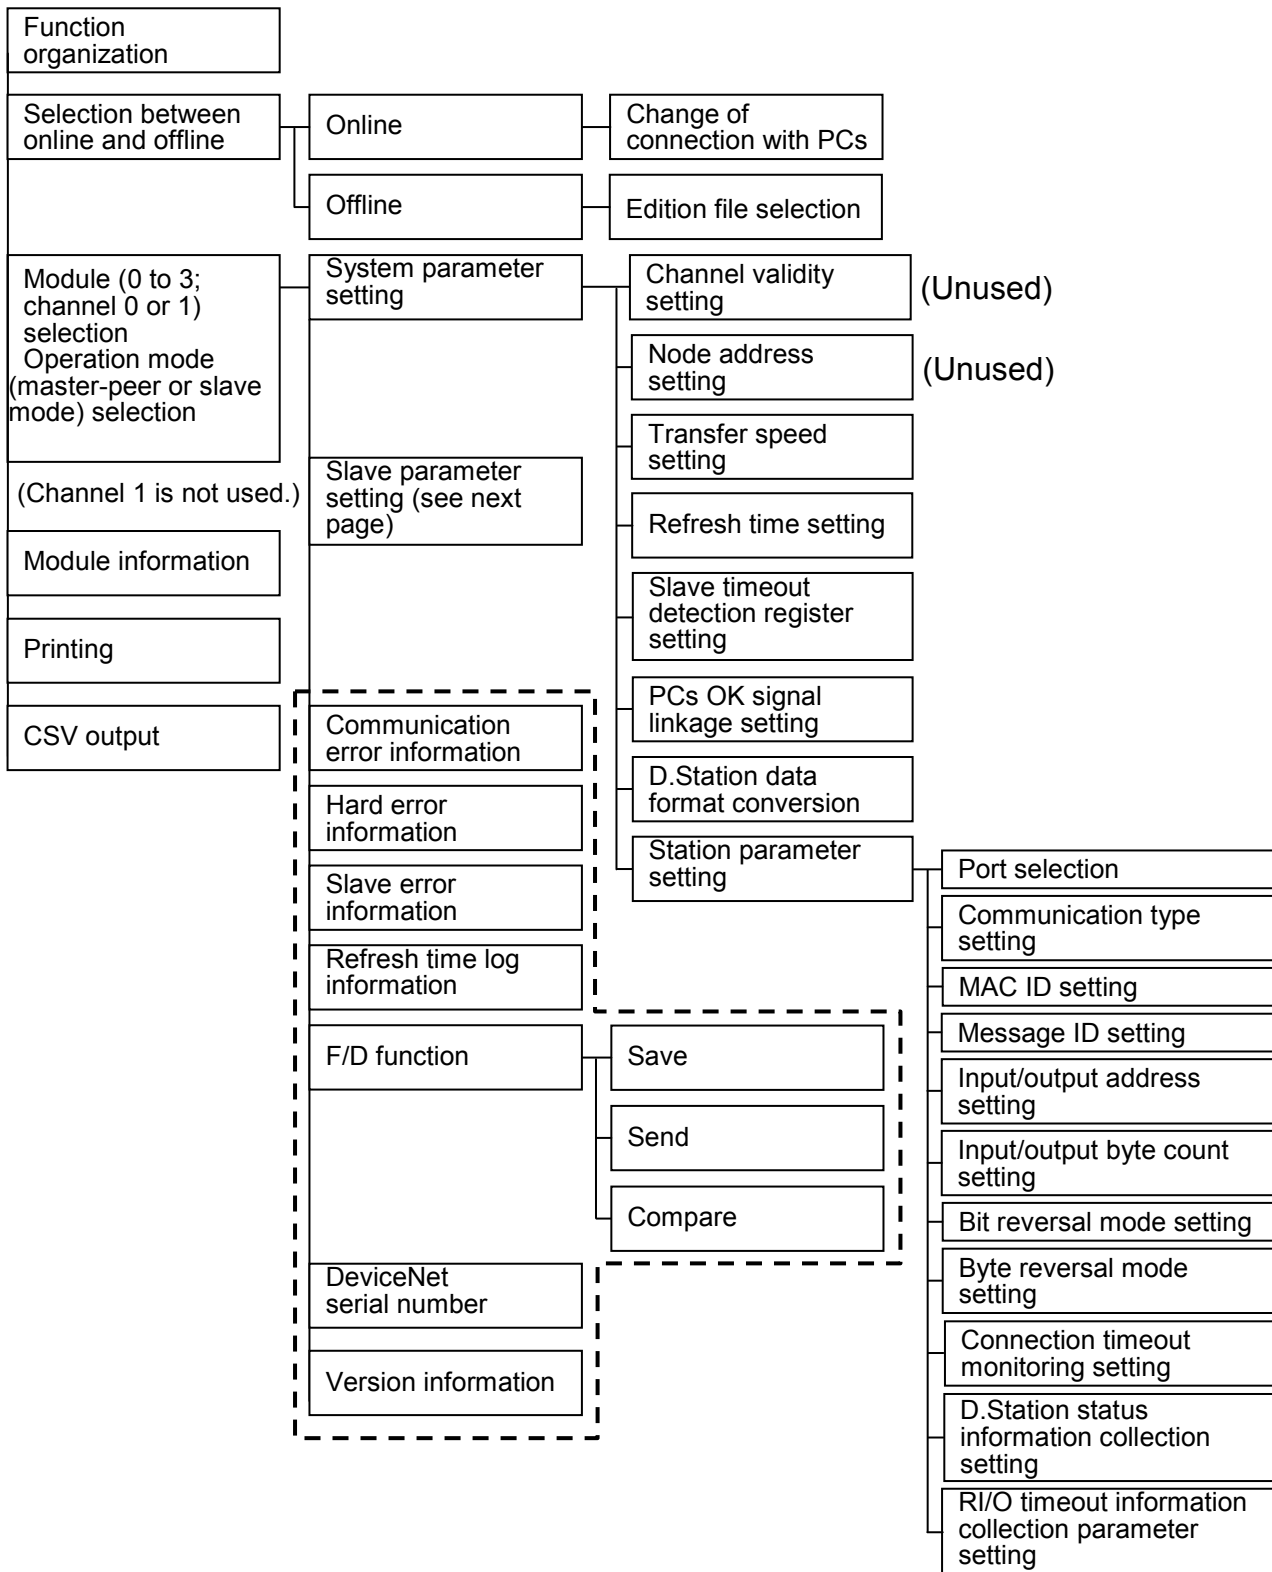 Function
organization
Selection between
online and offline
Online
Change of
connection with PCs
Offline
Edition file selection
Module (0 to 3;
channel 0 or 1)
selection
Operation mode
(master-peer or slave
mode) selection
(Channel 1 is not used.)
Module information
Printing
CSV output
System parameter
setting
Slave parameter
setting (see next
page)
Communication
error information
Hard error
information
Slave error
information
Refresh time log
information
F/D function
Save
Send
Compare
DeviceNet
serial number
Version information
Channel validity
setting
(Unused)
Node address
setting
(Unused)
Transfer speed
setting
Refresh time setting
Slave timeout
detection register
setting
PCs OK signal
linkage setting
D.Station data
format conversion
Station parameter
setting
Port selection
Communication type
setting
MAC ID setting
Message ID setting
Input/output address
setting
Input/output byte count
setting
Bit reversal mode setting
Byte reversal mode
setting
Connection timeout
monitoring setting
D.Station status
information collection
setting
RI/O timeout information
collection parameter
setting